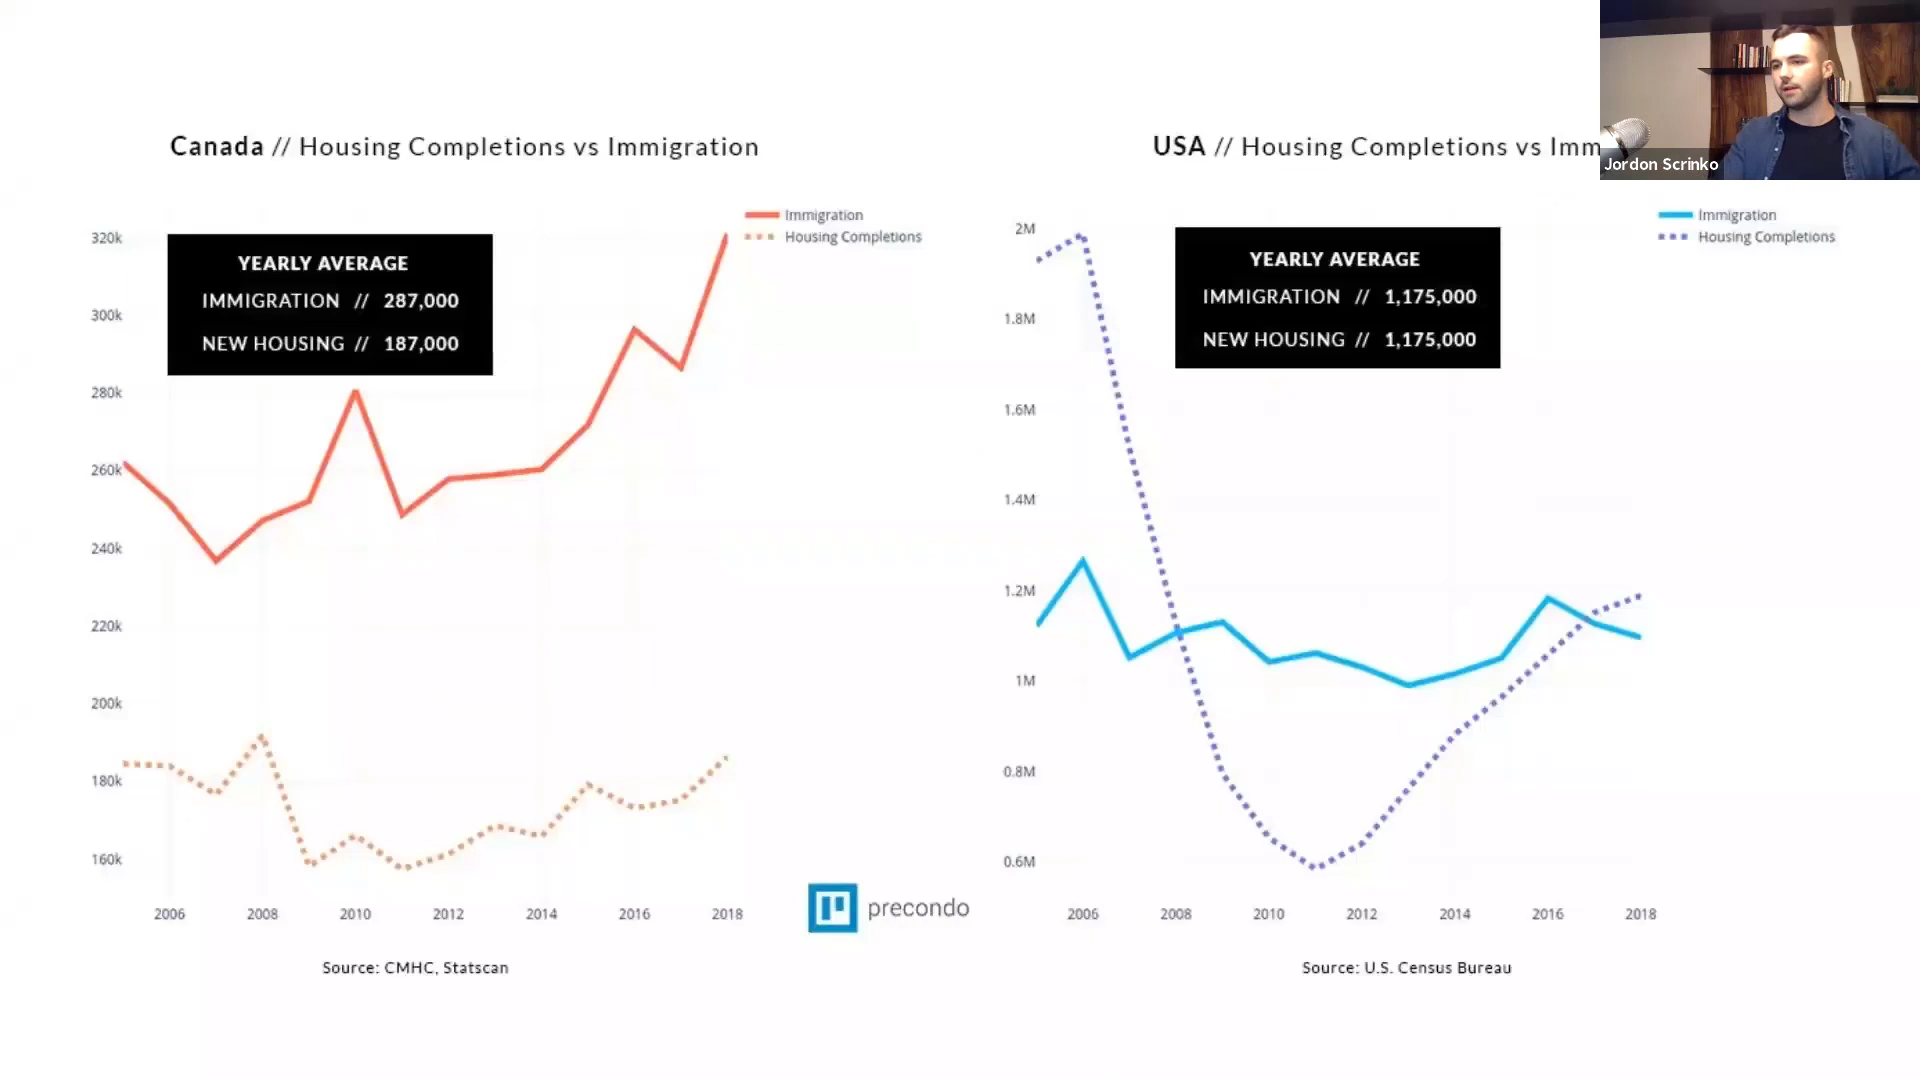 Canada // Housing Completions vs Immigration
Immigration
Housing Completions
YEARLY AVERAGE
IMMIGRATION // 287,000
NEW HOUSING // 187,000
320k
300k
280k
260k
240k
220k
200k
180k
160k
2006 2008 2010 2012 2014 2016 2018
Source: CMHC, Statscan
precondo
USA // Housing Completions vs Imm
Jordon Scrinko
Immigration
Housing Completions
YEARLY AVERAGE
IMMIGRATION // 1,175,000
NEW HOUSING // 1,175,000
2M
1.8M
1.6M
1.4M
1.2M
1M
0.8M
0.6M
2006 2008 2010 2012 2014 2016 2018
Source: U.S. Census Bureau